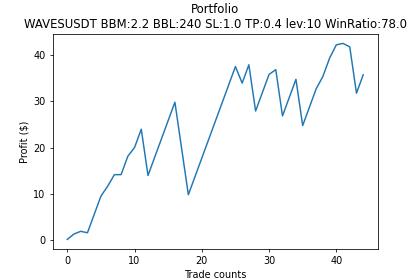 Portfolio
WAVESUSDT BBM:2.2 BBL:240 SL:1.0 TP:0.4 lev:10 WinRatio:78.0
Profit ($)
40
30
20
10
0
0
10
20
30
40
Trade counts